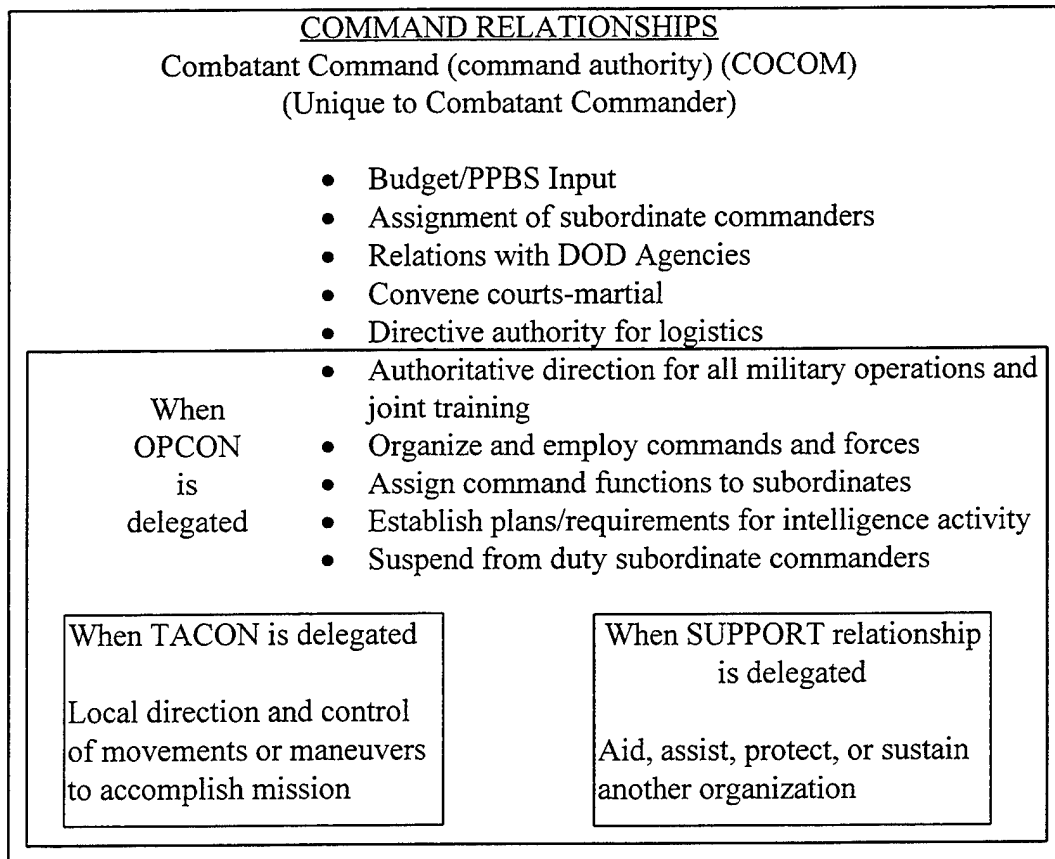 COMMAND RELATIONSHIPS
Combatant Command (command authority) (COCOM)
(Unique to Combatant Commander)
• Budget/PPBS Input
• Assignment of subordinate commanders
• Relations with DOD Agencies
• Convene courts-martial
• Directive authority for logistics
When
OPCON
is
delegated
• Authoritative direction for all military operations and
joint training
• Organize and employ commands and forces
• Assign command functions to subordinates
• Establish plans/requirements for intelligence activity
• Suspend from duty subordinate commanders
When TACON is delegated
Local direction and control
of movements or maneuvers
to accomplish mission
When SUPPORT relationship
is delegated
Aid, assist, protect, or sustain
another organization